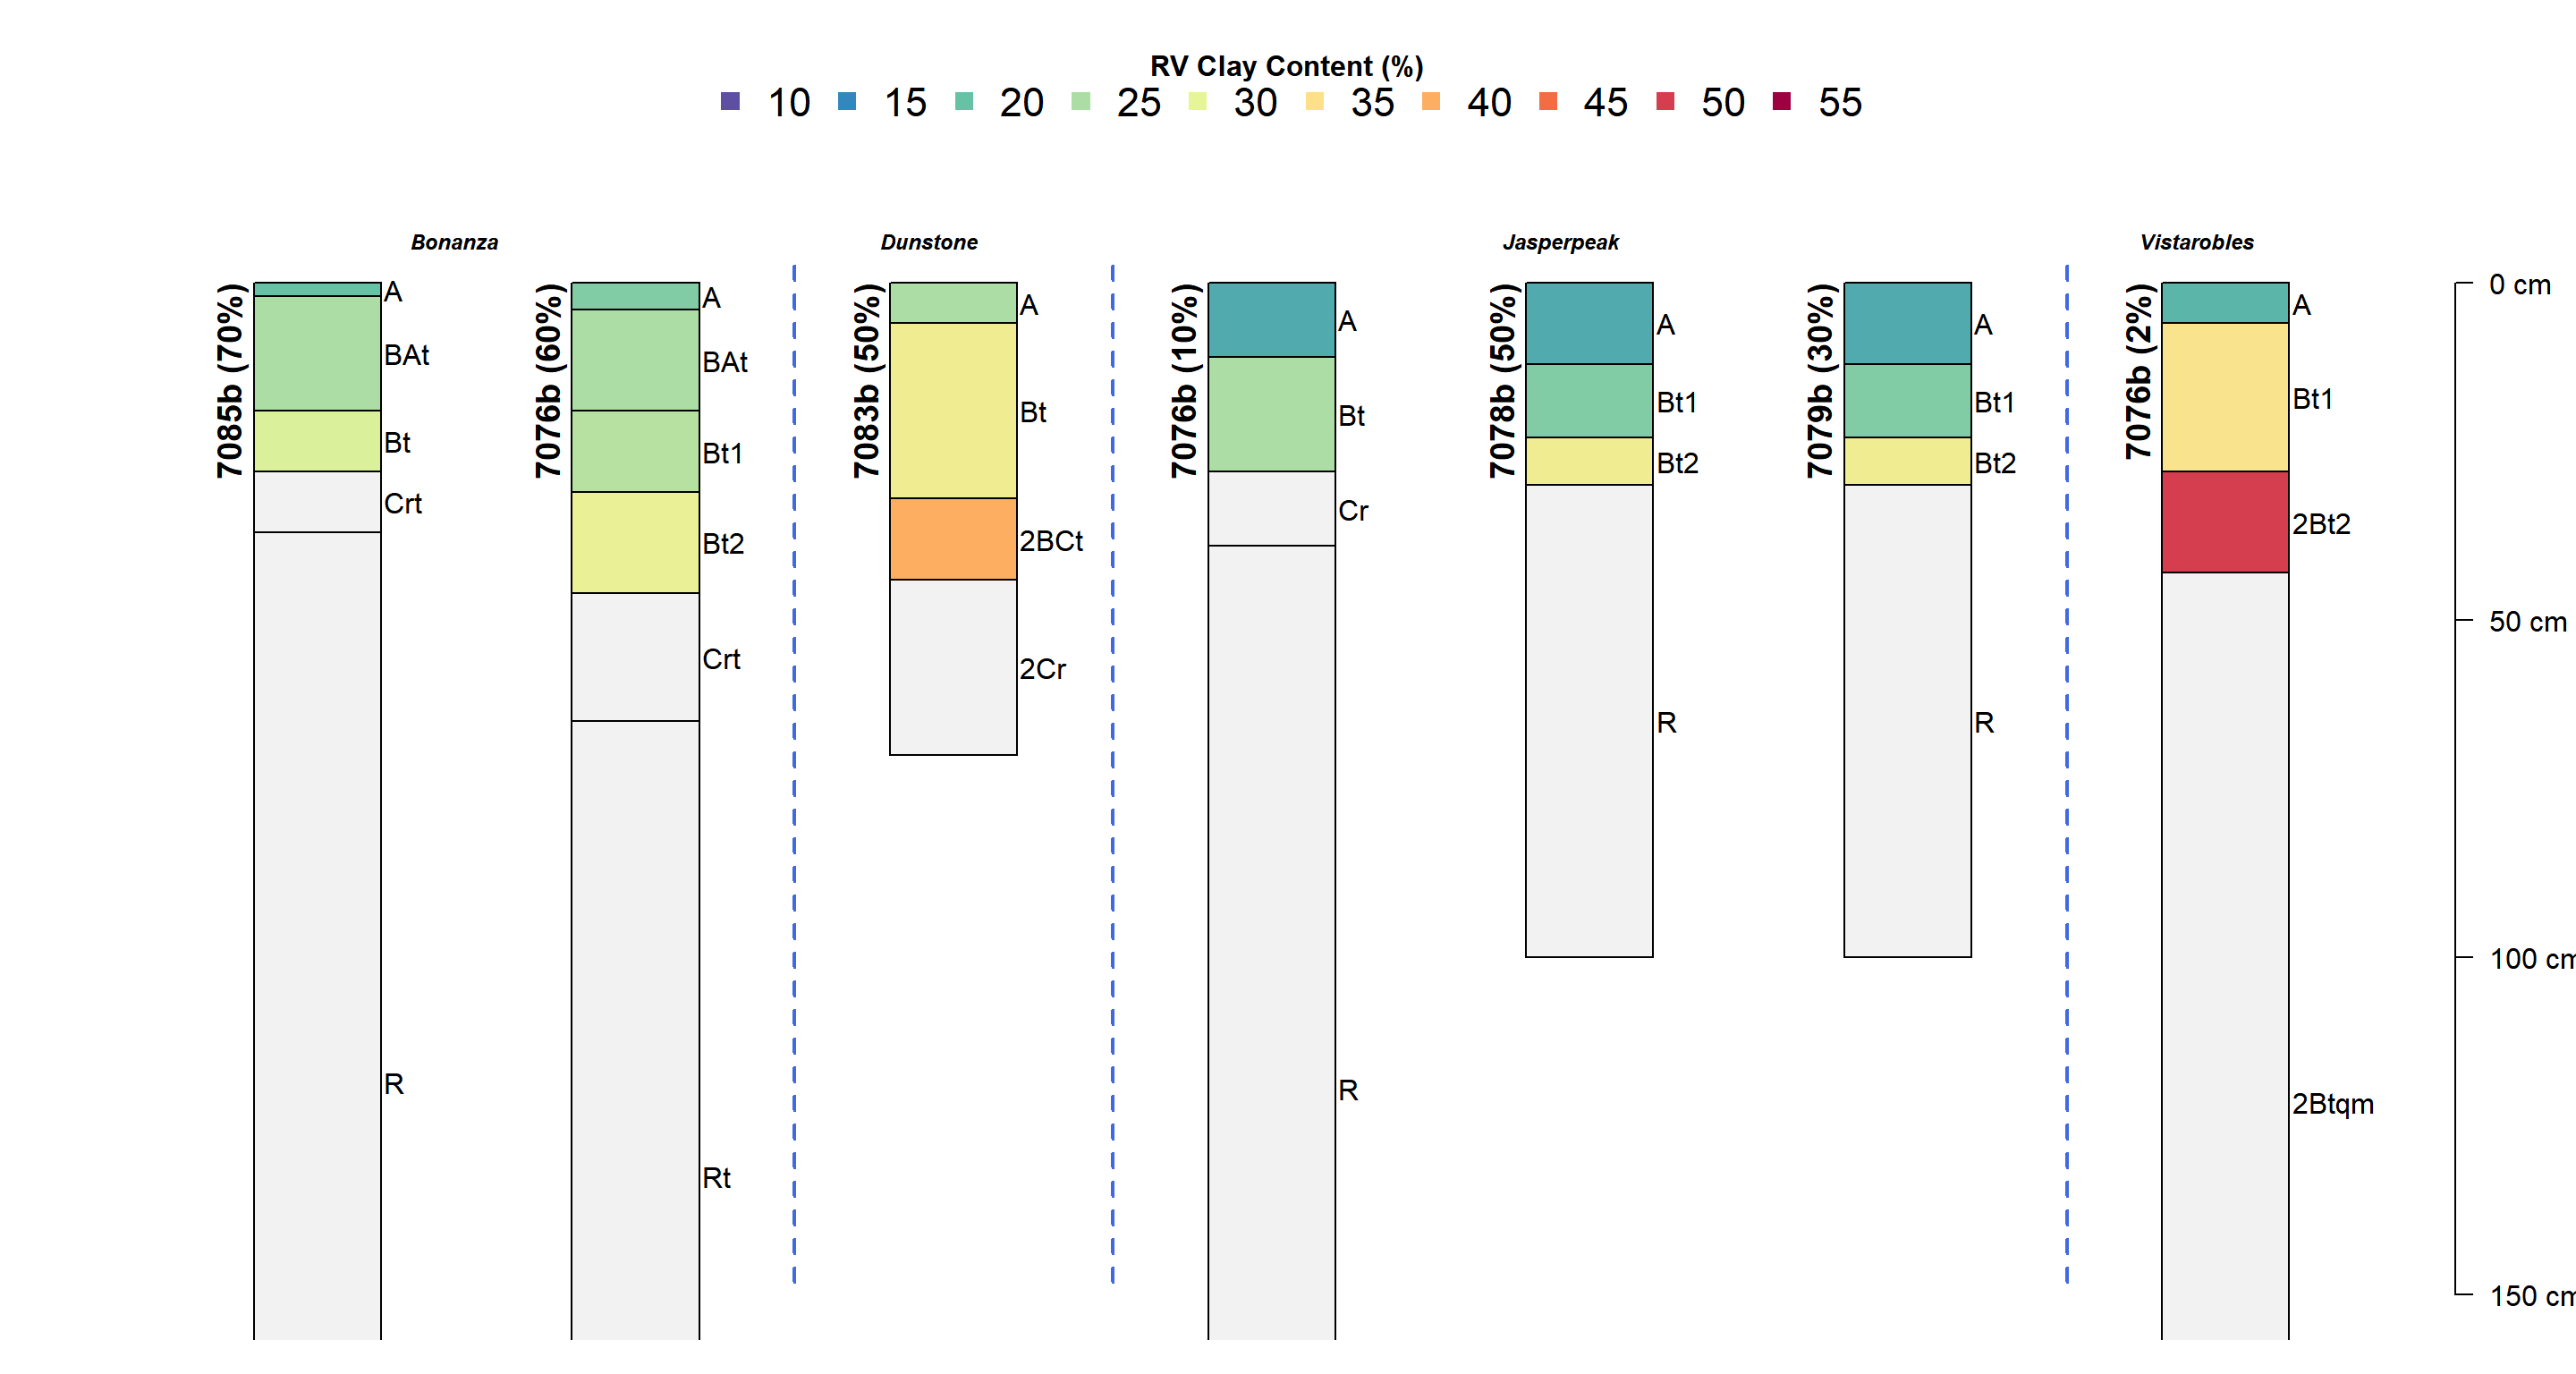 RV Clay Content (%)
10 15 20 25 30 35 40 45 50 55
Bonanza
Dunstone
Jasperpeak
Vistarobles
7085b (70%)
A
BAt
Bt
Crt
R
7076b (60%)
A
BAt
Bt1
Bt2
Crt
Rt
7083b (50%)
A
Bt
2BCt
2Cr
7076b (10%)
A
Bt
Cr
R
7078b (50%)
A
Bt1
Bt2
R
7079b (30%)
A
Bt1
Bt2
R
7076b (2%)
A
Bt1
2Bt2
2Btqm
0 cm
50 cm
100 cm
150 cm